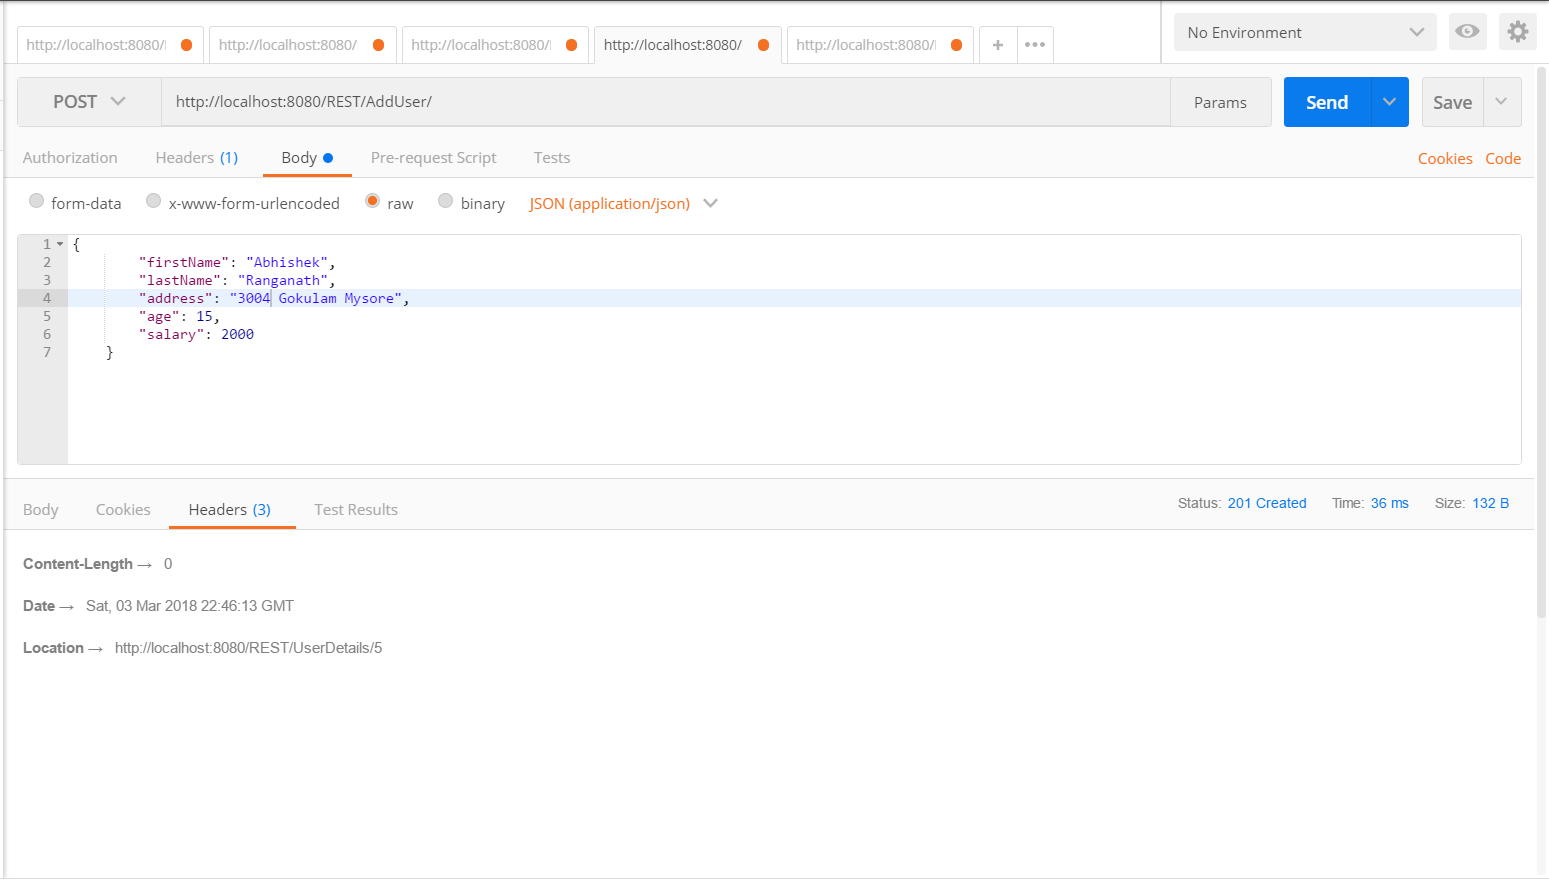 http://localhost:8080/ http://localhost:8080/ http://localhost:8080/ http://localhost:8080/ http://localhost:8080/ + ••• No Environment
POST http://localhost:8080/REST/AddUser/ Params Send Save
Authorization Headers (1) Body Pre-request Script Tests Cookies Code
form-data x-www-form-urlencoded raw binary JSON (application/json)
1 {
2 "firstName": "Abhishek",
3 "lastName": "Ranganath",
4 "address": "3004 Gokulam Mysore",
5 "age": 15,
6 "salary": 2000
7 }
Body Cookies Headers (3) Test Results Status: 201 Created Time: 36 ms Size: 132 B
Content-Length → 0
Date → Sat, 03 Mar 2018 22:46:13 GMT
Location → http://localhost:8080/REST/UserDetails/5